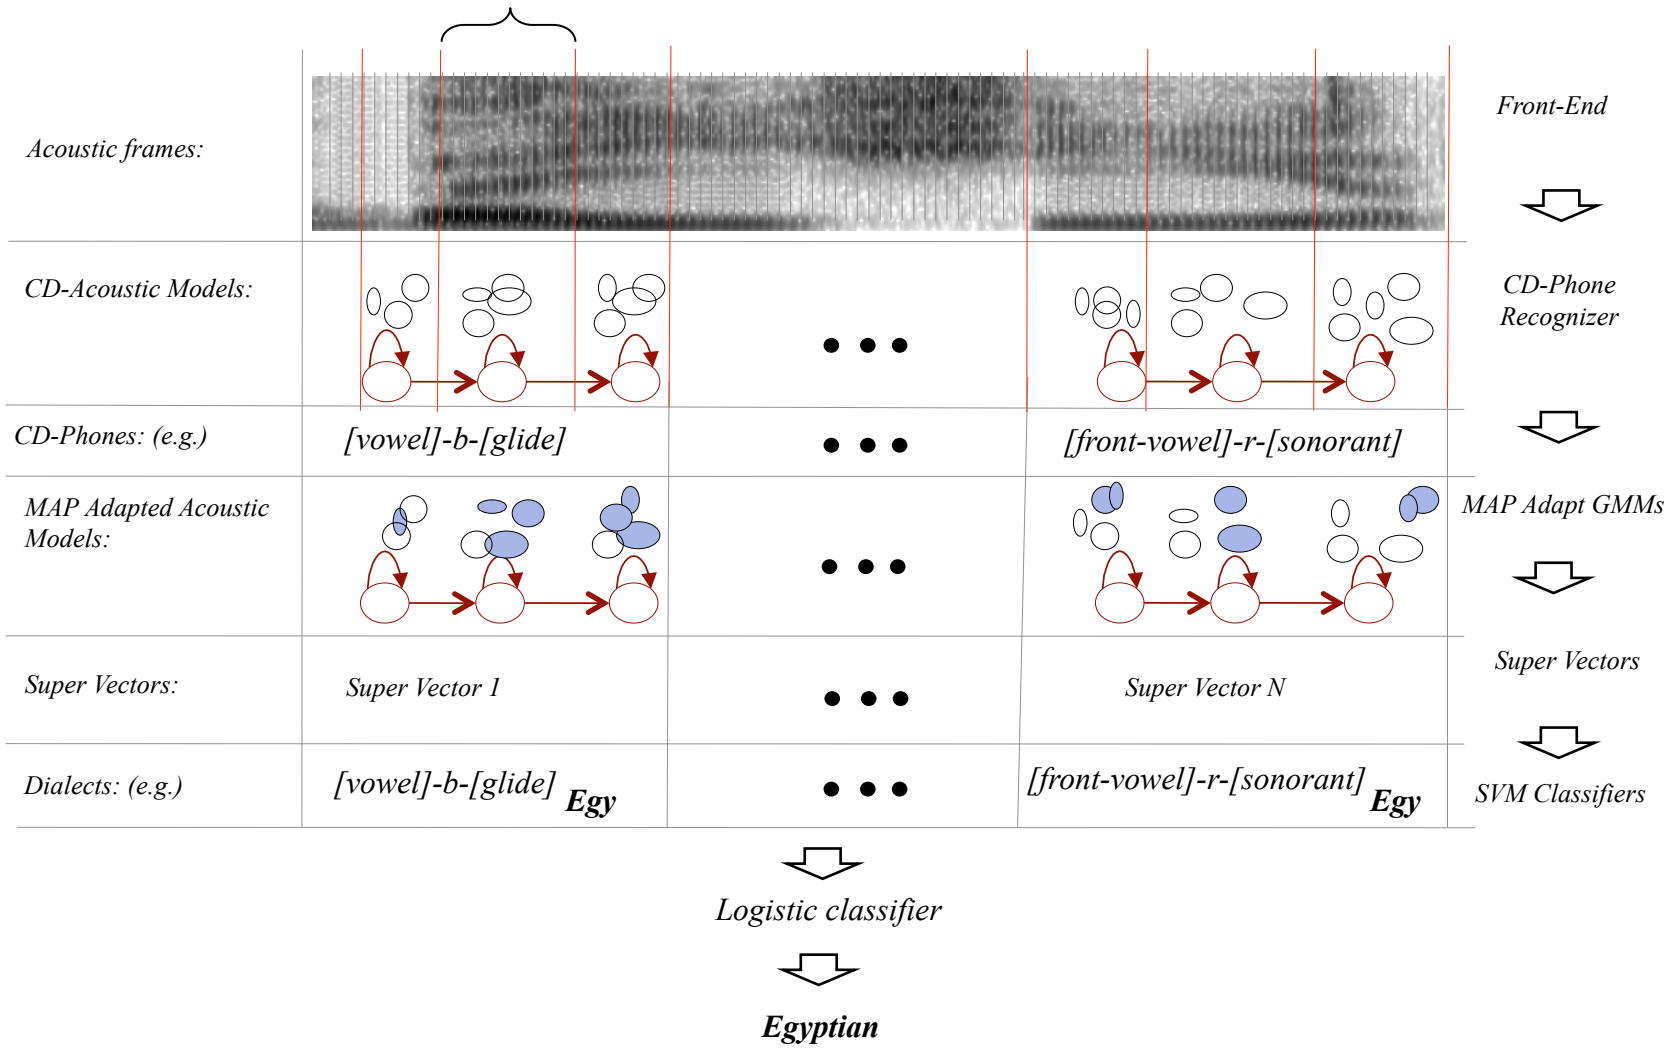 Acoustic frames:
Front-End
CD-Acoustic Models:
CD-Phone
Recognizer
CD-Phones: (e.g.)
[vowel]-b-[glide]
[front-vowel]-r-[sonorant]
MAP Adapted Acoustic
Models:
MAP Adapt GMMs
Super Vectors:
Super Vector 1
Super Vector N
Super Vectors
Dialects: (e.g.)
[vowel]-b-[glide] Egy
[front-vowel]-r-[sonorant] Egy
SVM Classifiers
Logistic classifier
Egyptian